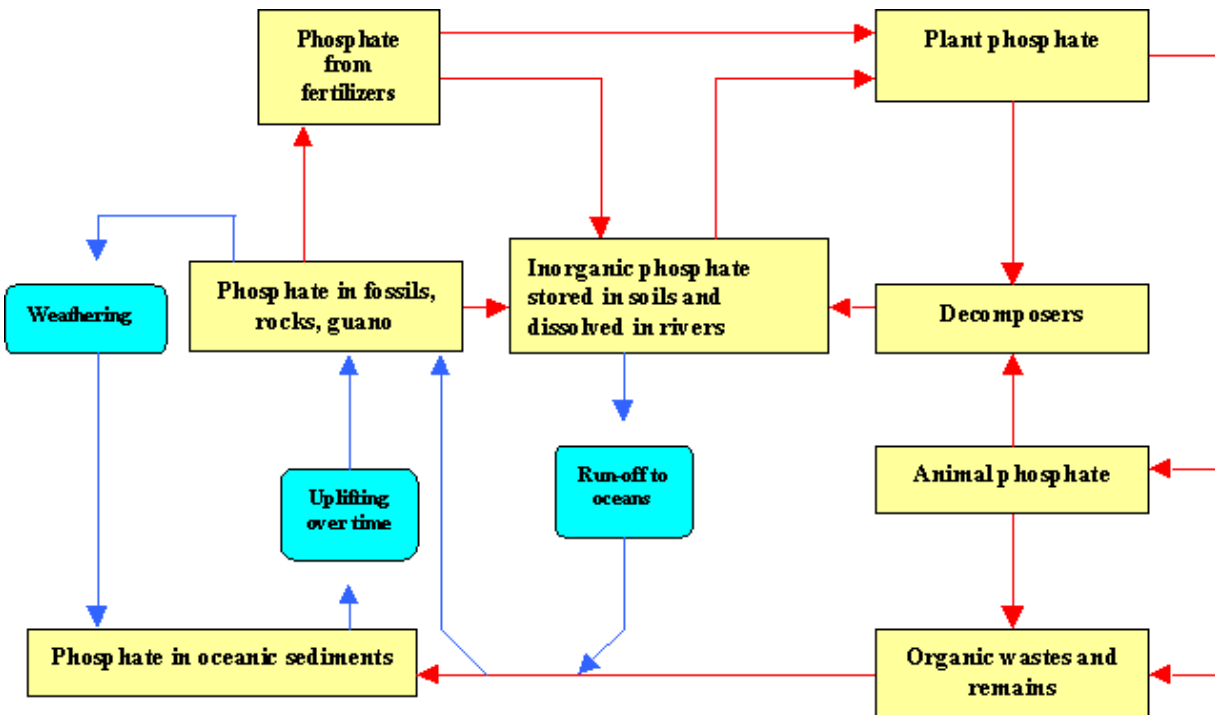 Phosphate
from
fertilizers
Plant phosphate
Weathering
Phosphate in fossils,
rocks, guano
Inorganic phosphate
stored in soils and
dissolved in rivers
Decomposers
Uplifting
over time
Run-off to
oceans
Animal phosphate
Phosphate in oceanic sediments
Organic wastes and
remains